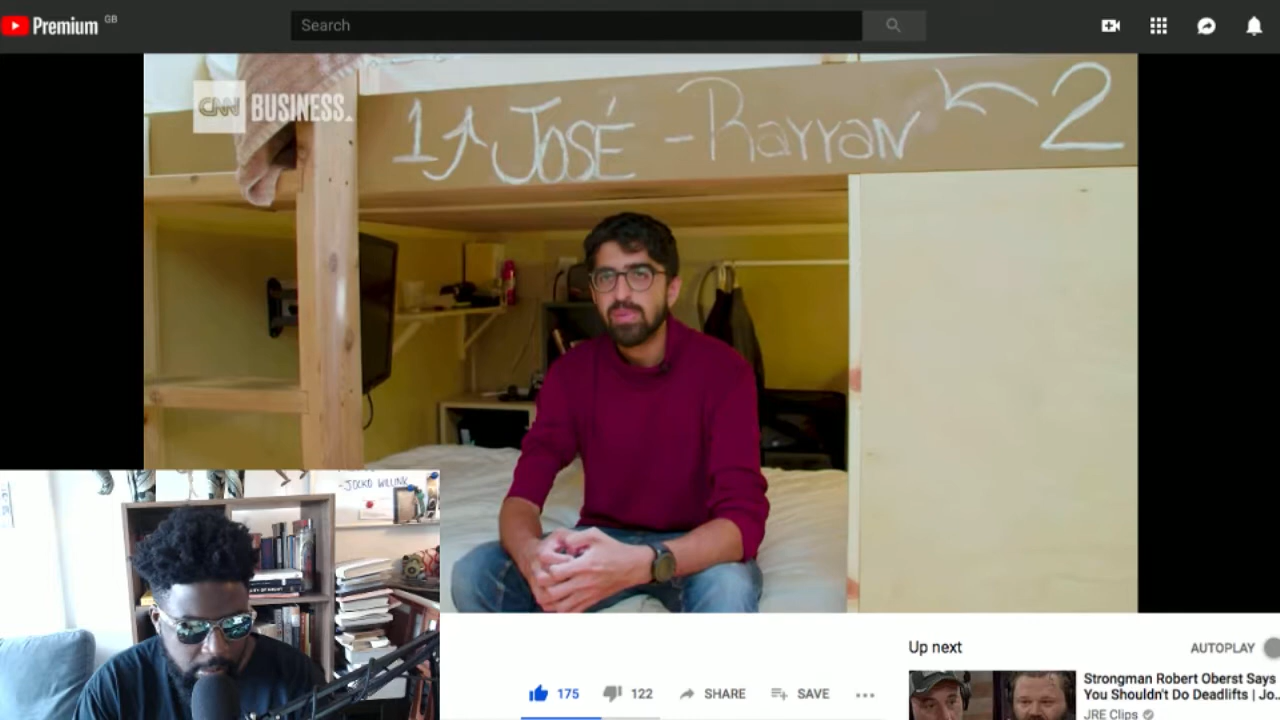 Premium GB
Search
CNN BUSINESS
1 JOSÉ - Rayyan 2
-JOCKO WILLINK
Up next
AUTOPLAY
175
122
SHARE
SAVE
Strongman Robert Oberst Says
You Shouldn't Do Deadlifts | Jo...
JRE Clips